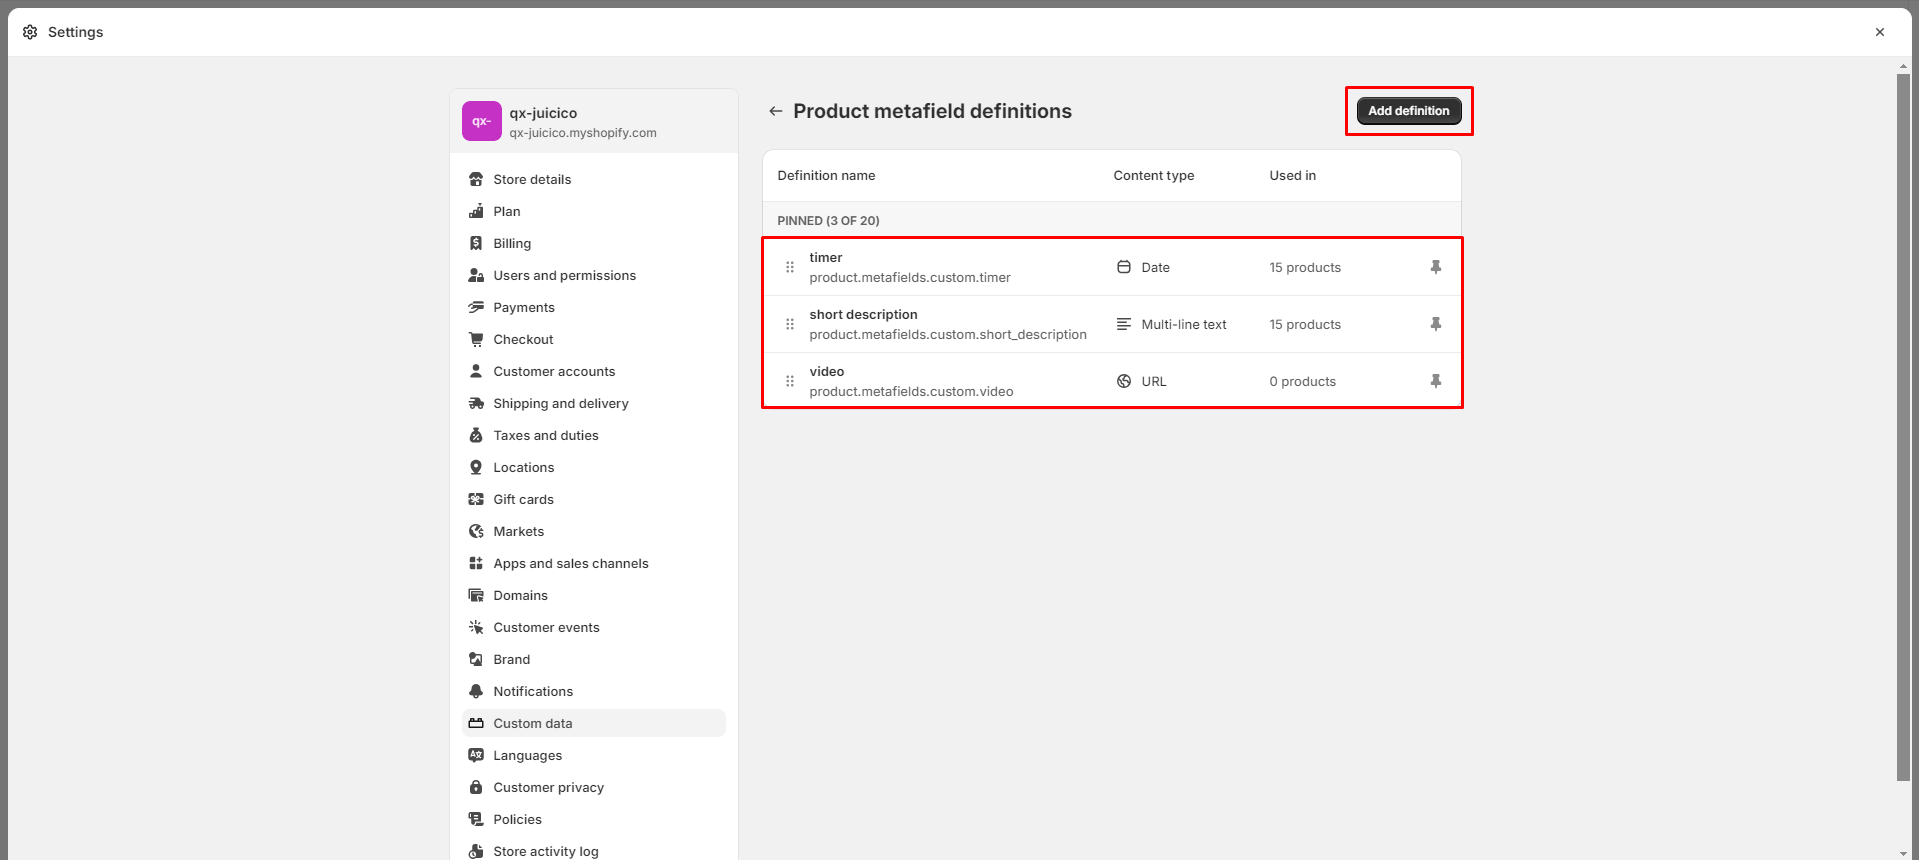 Settings
qx-
qx-juicico
qx-juicico.myshopify.com
Store details
Plan
Billing
Users and permissions
Payments
Checkout
Customer accounts
Shipping and delivery
Taxes and duties
Locations
Gift cards
Markets
Apps and sales channels
Domains
Customer events
Brand
Notifications
Custom data
Languages
Customer privacy
Policies
Store activity log
Product metafield definitions
Add definition
Definition name Content type Used in
PINNED (3 OF 20)
timer
product.metafields.custom.timer Date 15 products
short description
product.metafields.custom.short_description Multi-line text 15 products
video
product.metafields.custom.video URL 0 products